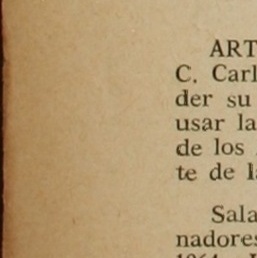 ART
C. Carl
der su
usar la
de los
te de l
Sala
nadores